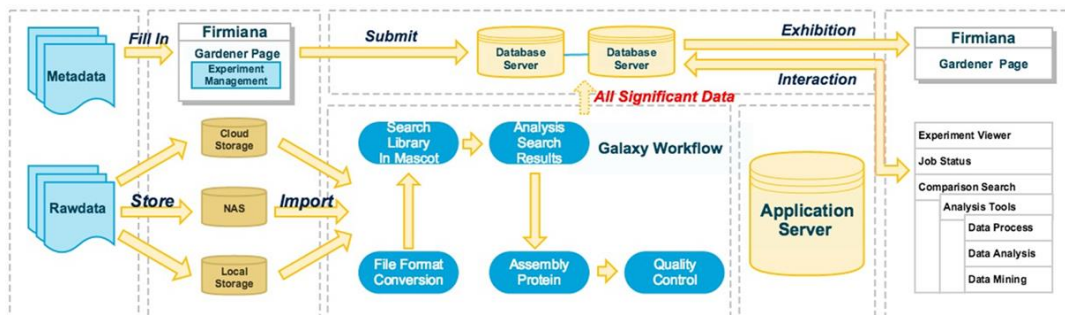 Metadata
Fill In
Firmiana
Gardener Page
Experiment
Management
Submit
Database
Server
Database
Server
Exhibition
Interaction
Firmiana
Gardener Page
All Significant Data
Rawdata
Store
Cloud
Storage
NAS
Local
Storage
Import
Search
Library
In Mascot
Analysis
Search
Results
Galaxy Workflow
File Format
Conversion
Assembly
Protein
Quality
Control
Application
Server
Experiment Viewer
Job Status
Comparison Search
Analysis Tools
Data Process
Data Analysis
Data Mining